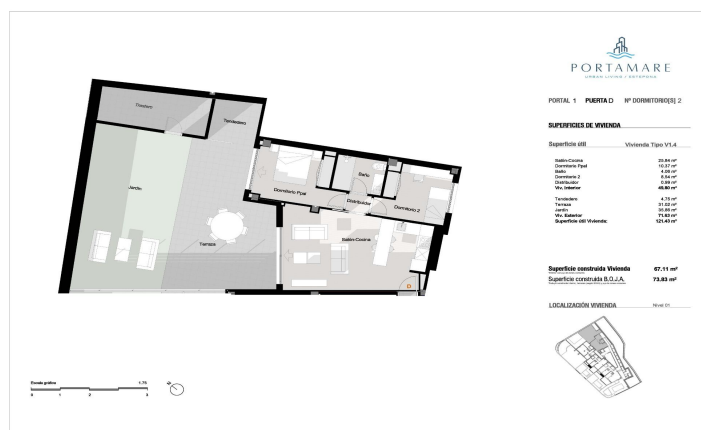 PORTAMARE
URBAN LIVING · ESTEPONA
PORTAL 1 PUERTA D Nº DORMITORIO[S] 2
SUPERFICIES DE VIVIENDA
Superficie útil Vivienda Tipo V1.4
Salón-Cocina 25.84 m²
Dormitorio Ppal 10.37 m²
Baño 4.06 m²
Dormitorio 2 8.54 m²
Distribuidor 0.99 m²
Viv. Interior 49.80 m²
Tendedero 4.75 m²
Terraza 31.02 m²
Jardín 35.86 m²
Viv. Exterior 71.63 m²
Superficie útil Vivienda: 121.43 m²
Superficie construida Vivienda 67.11 m²
Superficie construida B.O.J.A. 73.83 m²
LOCALIZACIÓN VIVIENDA Nivel 01
Trastero
Tendedero
Jardín
Terraza
Dormitorio Ppal
Baño
Distribuidor
Dormitorio 2
Salón-Cocina
D
Escala gráfica 1.75
0 1 2 3